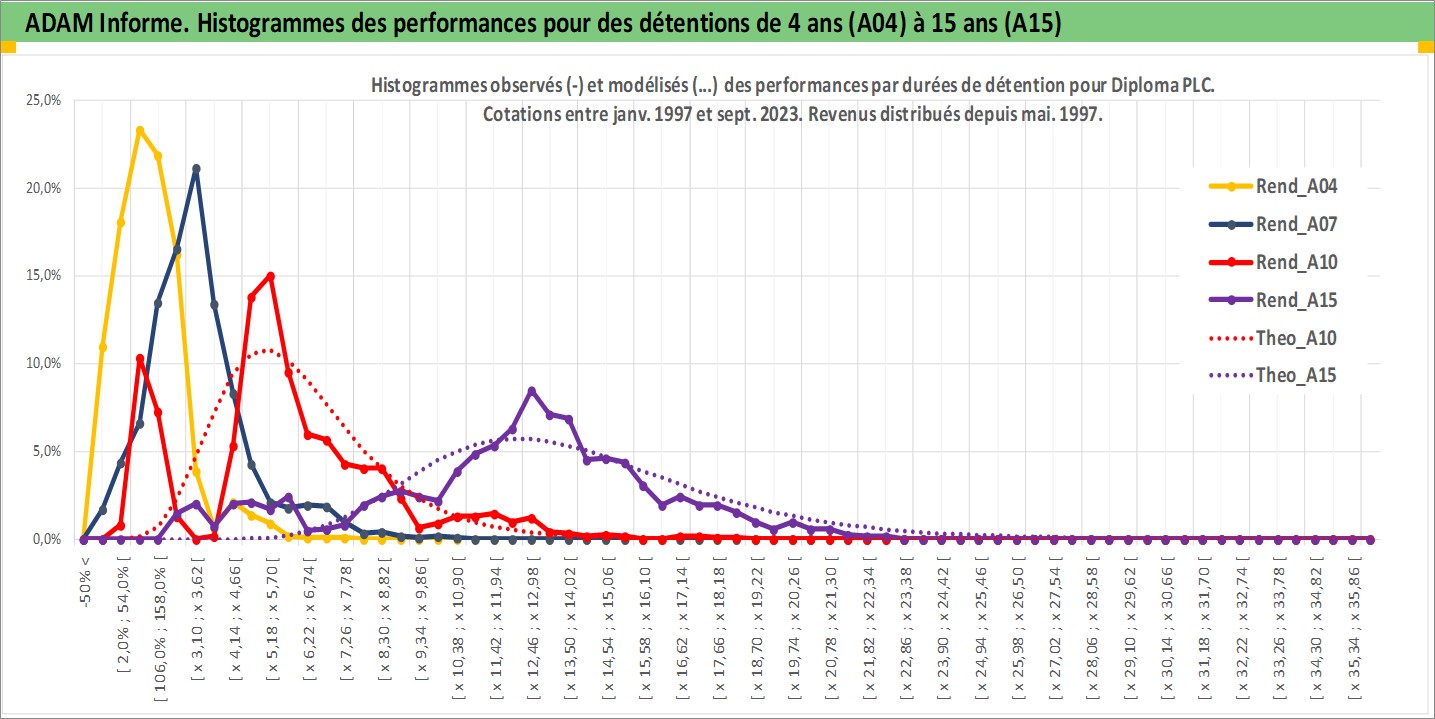 ADAM Informe. Histogrammes des performances pour des détentions de 4 ans (A04) à 15 ans (A15)
Histogrammes observés (-) et modélisés (...) des performances par durées de détention pour Diploma PLC.
Cotations entre janv. 1997 et sept. 2023. Revenus distribués depuis mai. 1997.
25,0%
20,0%
15,0%
10,0%
5,0%
0,0%
Rend_A04
Rend_A07
Rend_A10
Rend_A15
Theo_A10
Theo_A15
-50% <
[ 2,0% ; 54,0% [
[ 106,0% ; 158,0% [
[ x 3,10 ; x 3,62 [
[ x 4,14 ; x 4,66 [
[ x 5,18 ; x 5,70 [
[ x 6,22 ; x 6,74 [
[ x 7,26 ; x 7,78 [
[ x 8,30 ; x 8,82 [
[ x 9,34 ; x 9,86 [
[ x 10,38 ; x 10,90 [
[ x 11,42 ; x 11,94 [
[ x 12,46 ; x 12,98 [
[ x 13,50 ; x 14,02 [
[ x 14,54 ; x 15,06 [
[ x 15,58 ; x 16,10 [
[ x 16,62 ; x 17,14 [
[ x 17,66 ; x 18,18 [
[ x 18,70 ; x 19,22 [
[ x 19,74 ; x 20,26 [
[ x 20,78 ; x 21,30 [
[ x 21,82 ; x 22,34 [
[ x 22,86 ; x 23,38 [
[ x 23,90 ; x 24,42 [
[ x 24,94 ; x 25,46 [
[ x 25,98 ; x 26,50 [
[ x 27,02 ; x 27,54 [
[ x 28,06 ; x 28,58 [
[ x 29,10 ; x 29,62 [
[ x 30,14 ; x 30,66 [
[ x 31,18 ; x 31,70 [
[ x 32,22 ; x 32,74 [
[ x 33,26 ; x 33,78 [
[ x 34,30 ; x 34,82 [
[ x 35,34 ; x 35,86 [